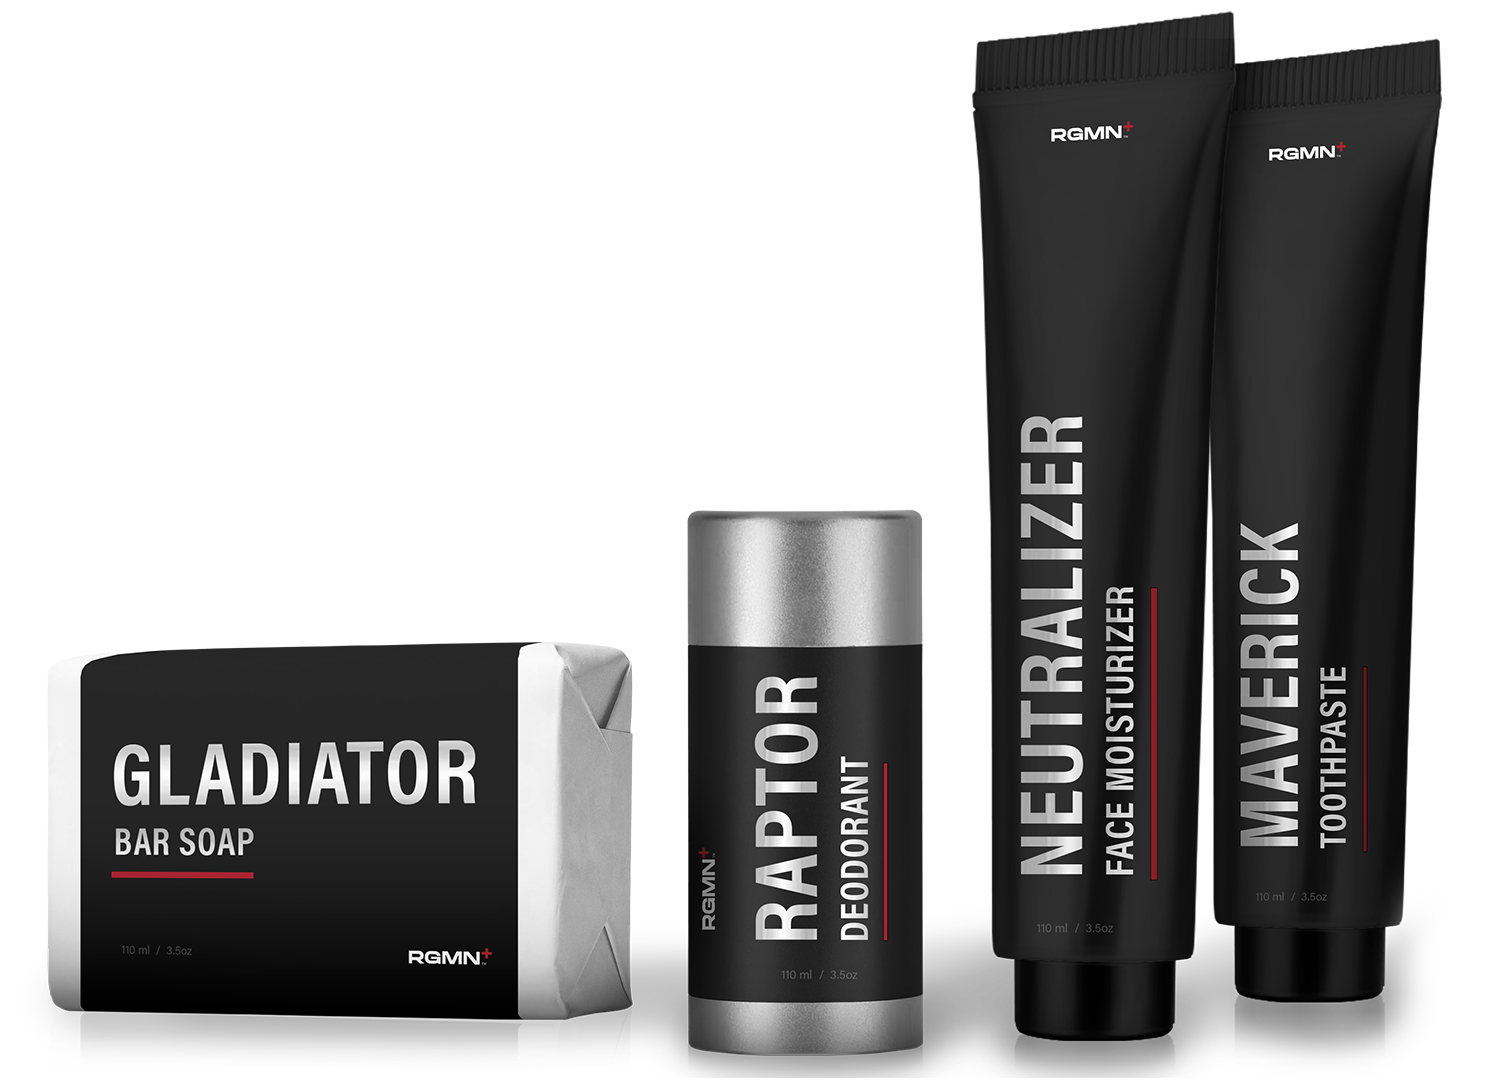 GLADIATOR
BAR SOAP
110 ml / 3.5oz
RGMN+
RAPTOR
DEODORANT
RGMN+
110 ml / 3.5oz
RGMN+™
NEUTRALIZER
FACE MOISTURIZER
110 ml / 3.5oz
RGMN+
MAVERICK
TOOTHPASTE
110 ml / 3.5oz